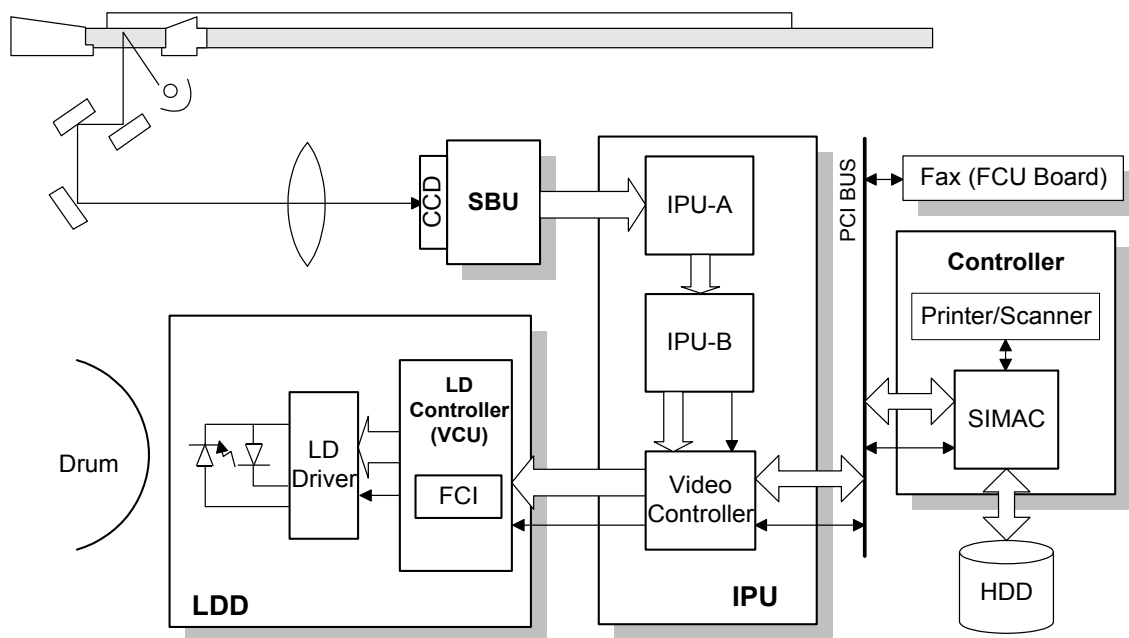 CCD
SBU
IPU-A
PCI BUS
Fax (FCU Board)
Controller
Printer/Scanner
SIMAC
HDD
IPU-B
Video
Controller
IPU
LD
Controller
(VCU)
FCI
LD
Driver
LDD
Drum